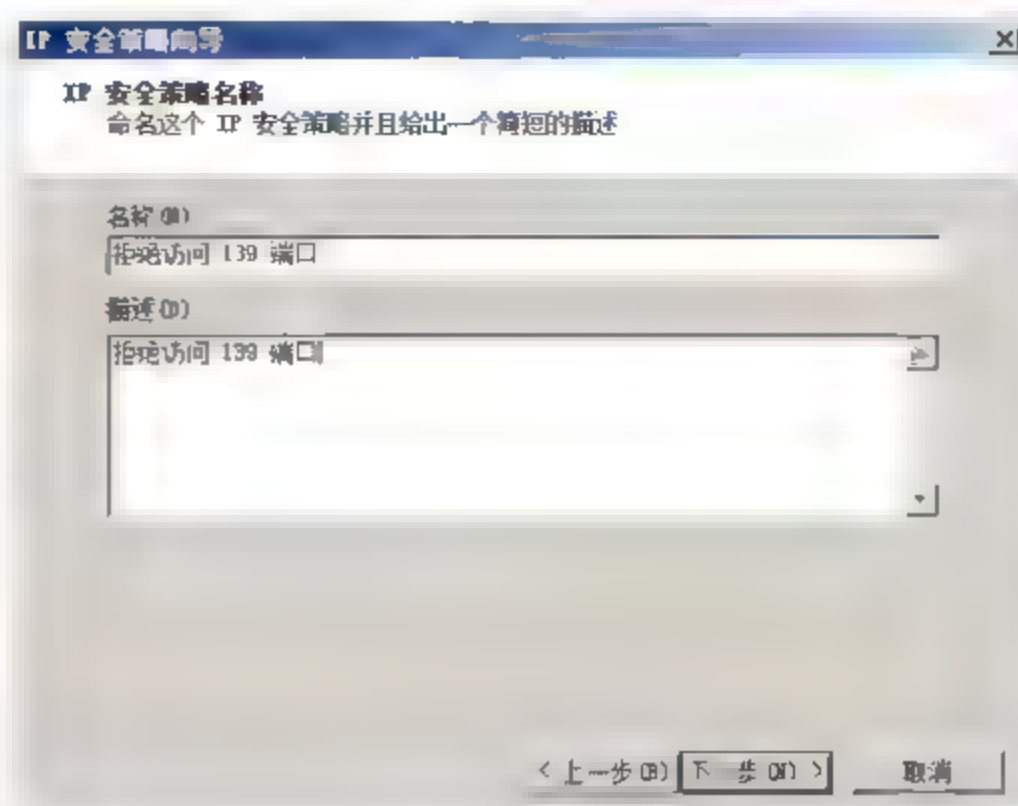 IP 安全策略向导
IP 安全策略名称
命名这个 IP 安全策略并且给出一个简短的描述
名称(M)
拒绝访问 139 端口
描述(D)
拒绝访问 139 端口
< 上一步(B) 下一步(N) > 取消